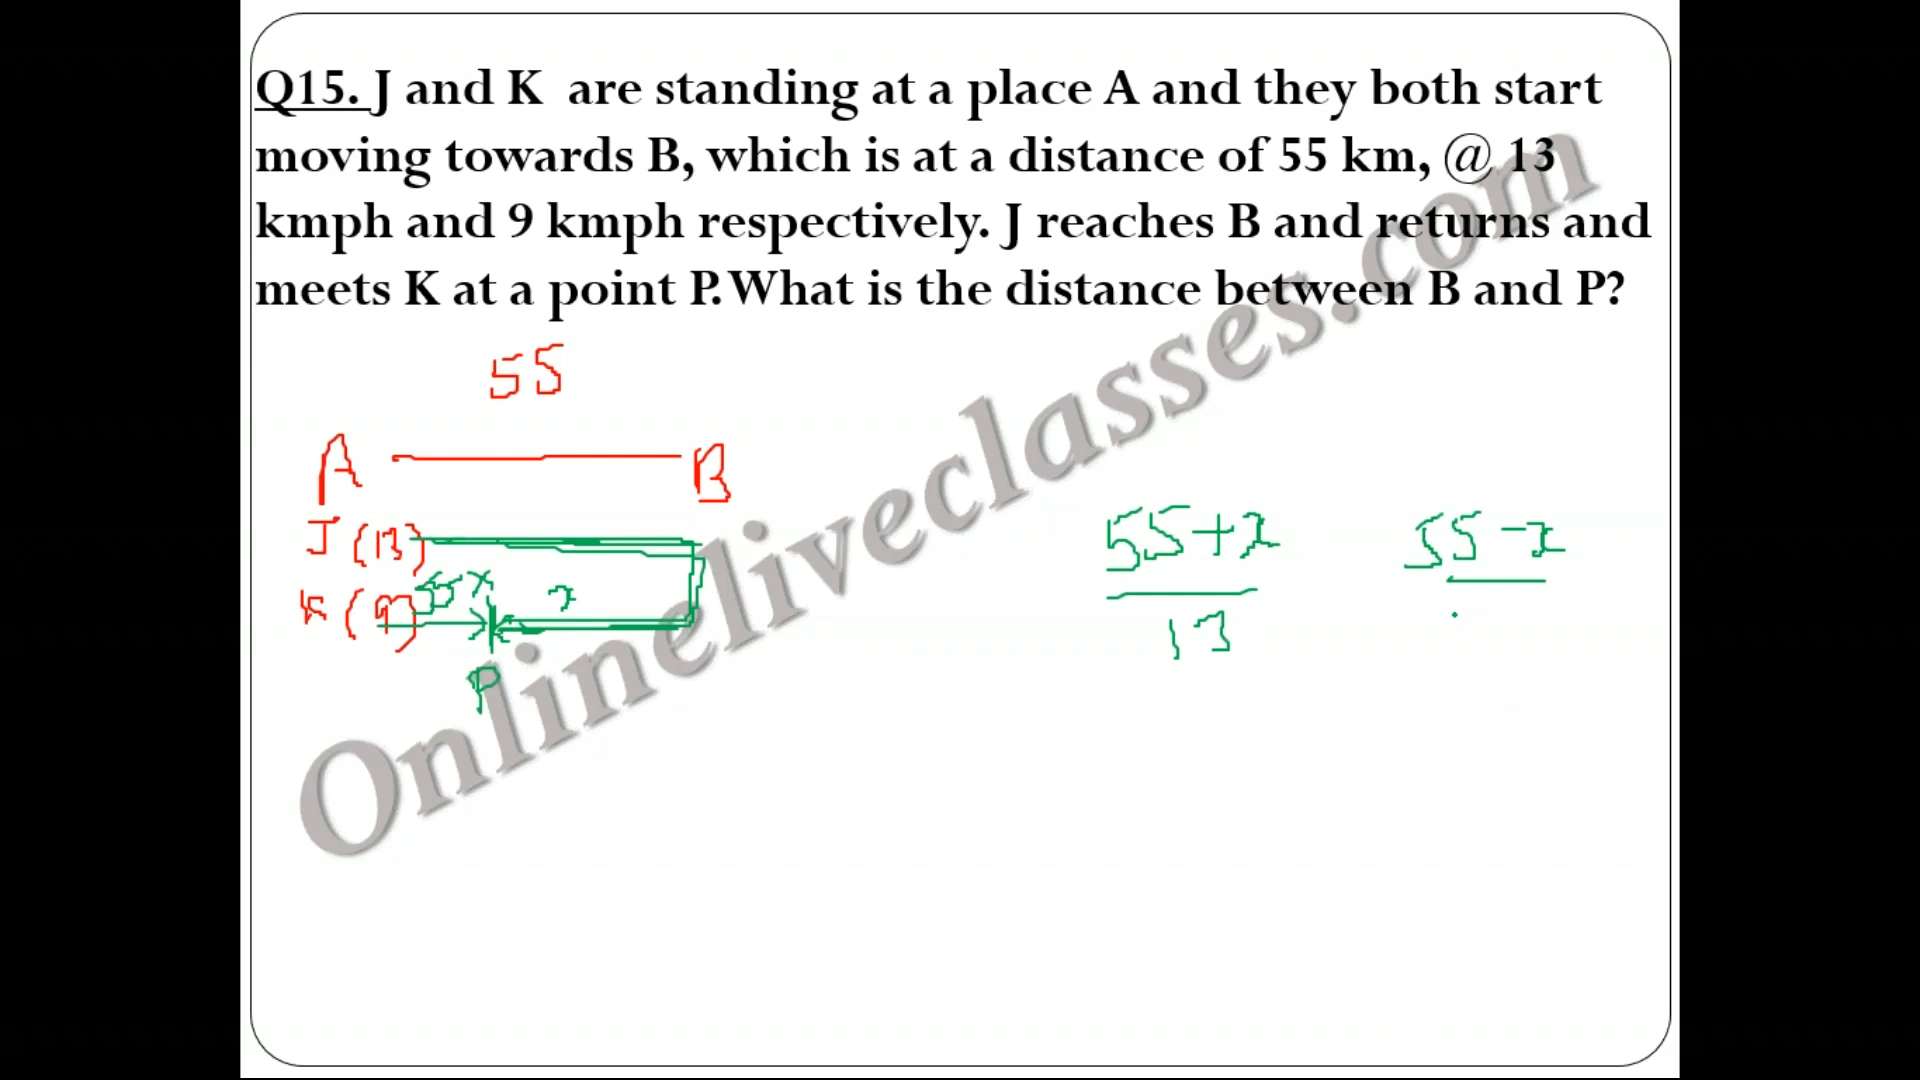 Q15. J and K are standing at a place A and they both start
moving towards B, which is at a distance of 55 km, @ 13
kmph and 9 kmph respectively. J reaches B and returns and
meets K at a point P. What is the distance between B and P?
55
A B
J (13)
K (9) 55-x x
P
55+x 55-x
13
Onlineliveclasses.com